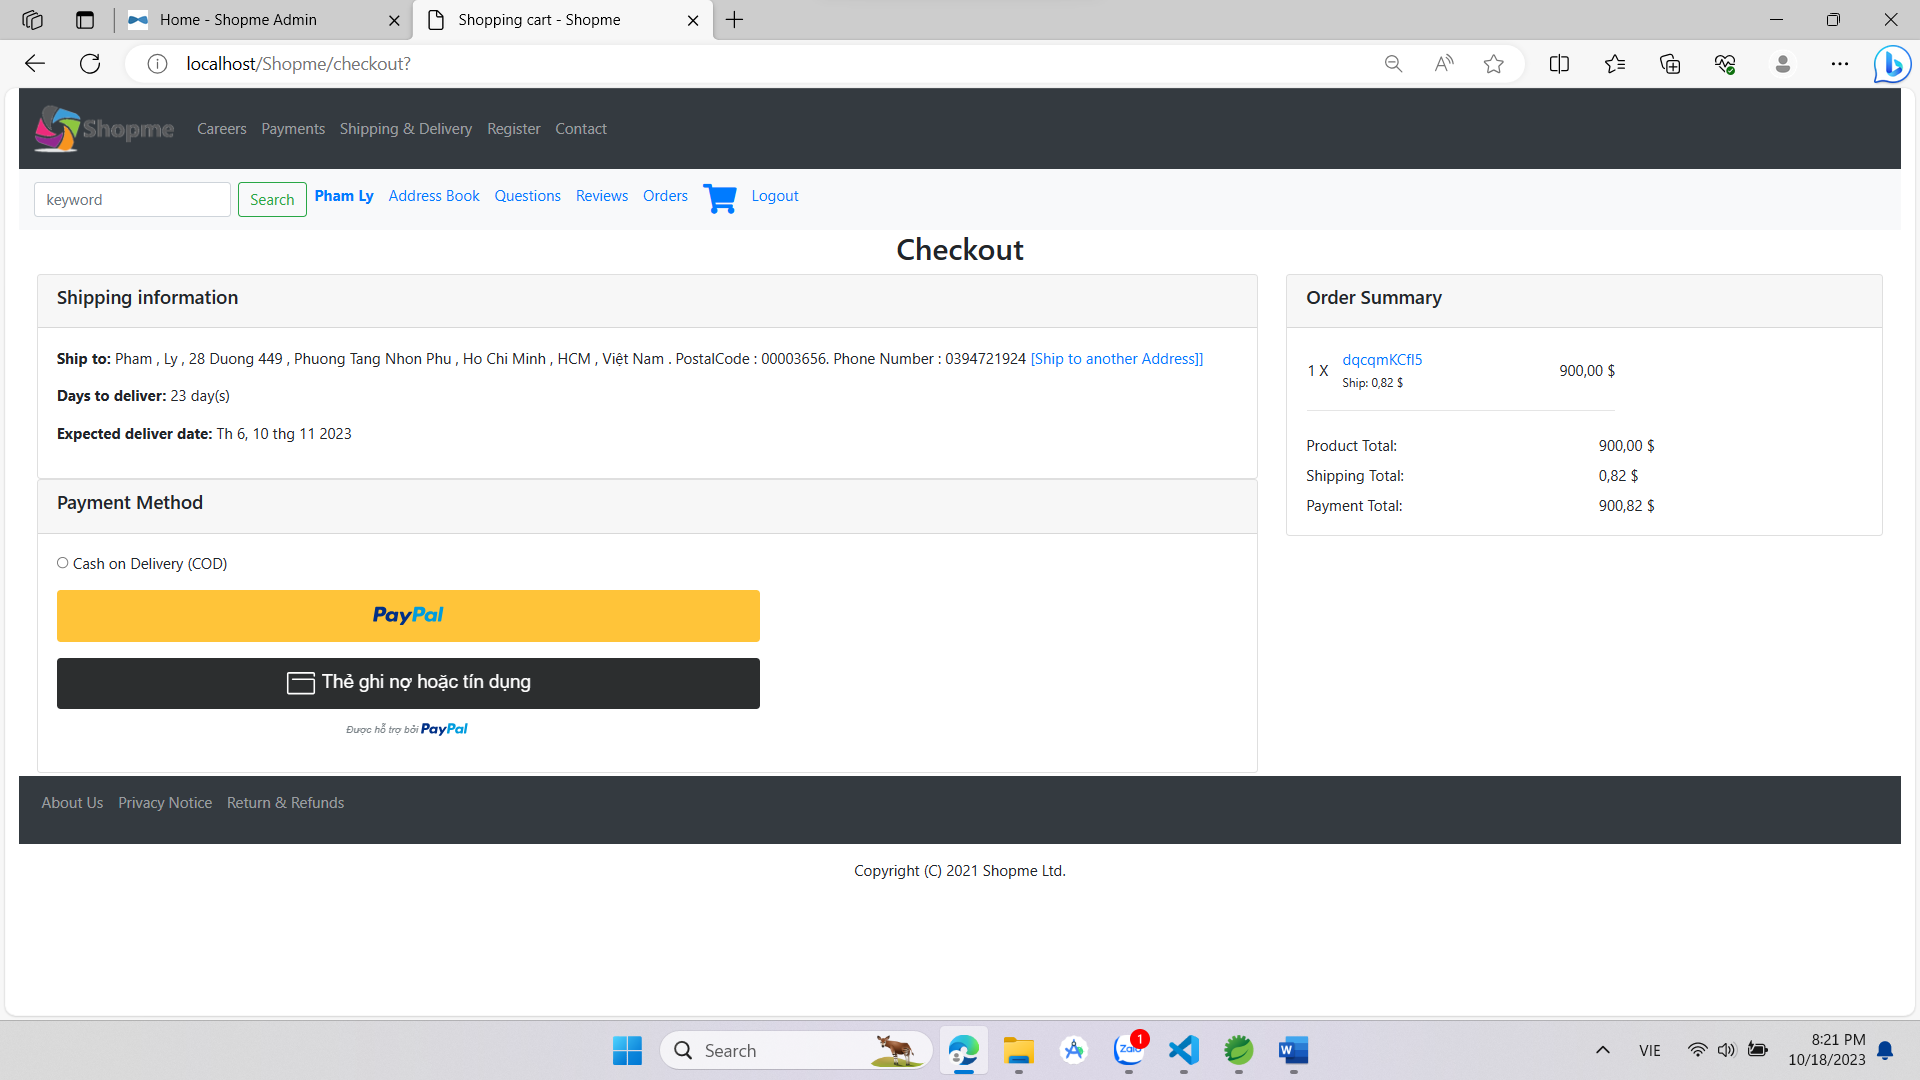 Home - Shopme Admin
Shopping cart - Shopme
localhost/Shopme/checkout?
Shopme Careers Payments Shipping & Delivery Register Contact
keyword Search Pham Ly Address Book Questions Reviews Orders Logout
Checkout
Shipping information
Ship to: Pham , Ly , 28 Duong 449 , Phuong Tang Nhon Phu , Ho Chi Minh , HCM , Việt Nam . PostalCode : 00003656. Phone Number : 0394721924 [Ship to another Address]]
Days to deliver: 23 day(s)
Expected deliver date: Th 6, 10 thg 11 2023
Payment Method
Cash on Delivery (COD)
PayPal
Thẻ ghi nợ hoặc tín dụng
Được hỗ trợ bởi PayPal
Order Summary
1 X dqcqmKCfI5 900,00 $
Ship: 0,82 $
Product Total: 900,00 $
Shipping Total: 0,82 $
Payment Total: 900,82 $
About Us Privacy Notice Return & Refunds
Copyright (C) 2021 Shopme Ltd.
Search
Zalo 1
VIE
8:21 PM
10/18/2023